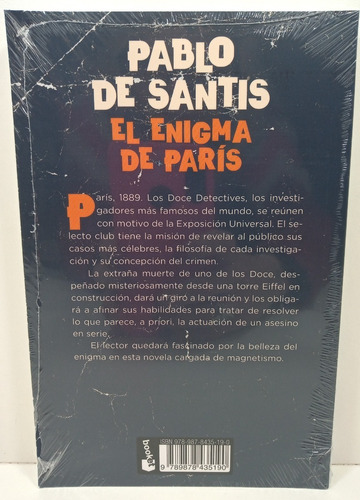 PABLO
DE SANTIS
EL ENIGMA
DE PARÍS
París, 1889. Los Doce Detectives, los investi-
gadores más famosos del mundo, se reúnen
con motivo de la Exposición Universal. El se-
lecto club tiene la misión de revelar al público sus
casos más célebres, la filosofía de cada investiga-
ción y su concepción del crimen.
La extraña muerte de uno de los Doce, des-
peñado misteriosamente desde una torre Eiffel en
construcción, dará un giro a la reunión y los obliga-
rá a afinar sus habilidades para tratar de resolver
lo que parece, a priori, la actuación de un asesino
en serie.
El lector quedará fascinado por la belleza del
enigma en esta novela cargada de magnetismo.
booket
ISBN 978-987-8435-19-0
9 789878 435190